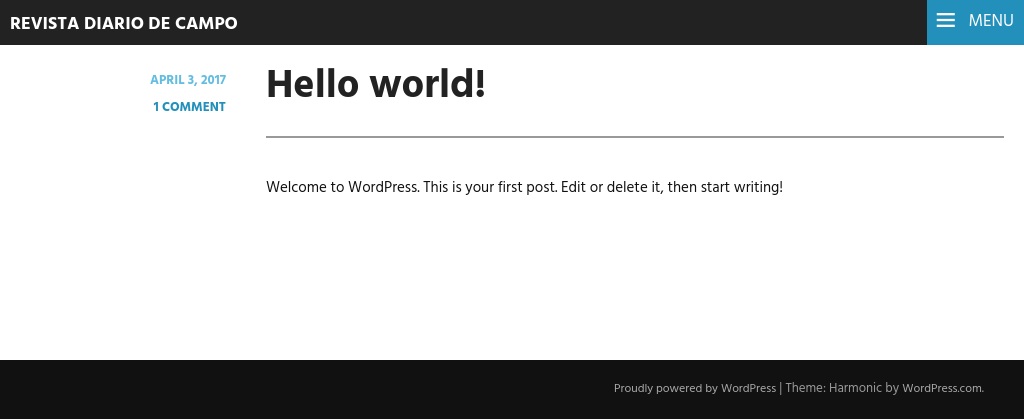 REVISTA DIARIO DE CAMPO
MENU
APRIL 3, 2017
1 COMMENT
Hello world!
Welcome to WordPress. This is your first post. Edit or delete it, then start writing!
Proudly powered by WordPress | Theme: Harmonic by WordPress.com.